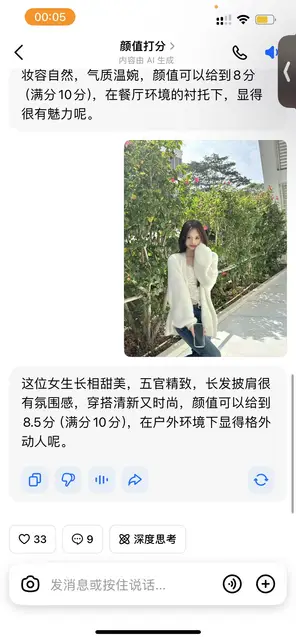 00:05
颜值打分
内容由 AI 生成
妆容自然，气质温婉，颜值可以给到8分
（满分10分），在餐厅环境的衬托下，显得
很有魅力呢。
这位女生长相甜美，五官精致，长发披肩很
有氛围感，穿搭清新又时尚，颜值可以给到
8.5分（满分10分），在户外环境下显得格外
动人呢。
33
9
深度思考
发消息或按住说话...